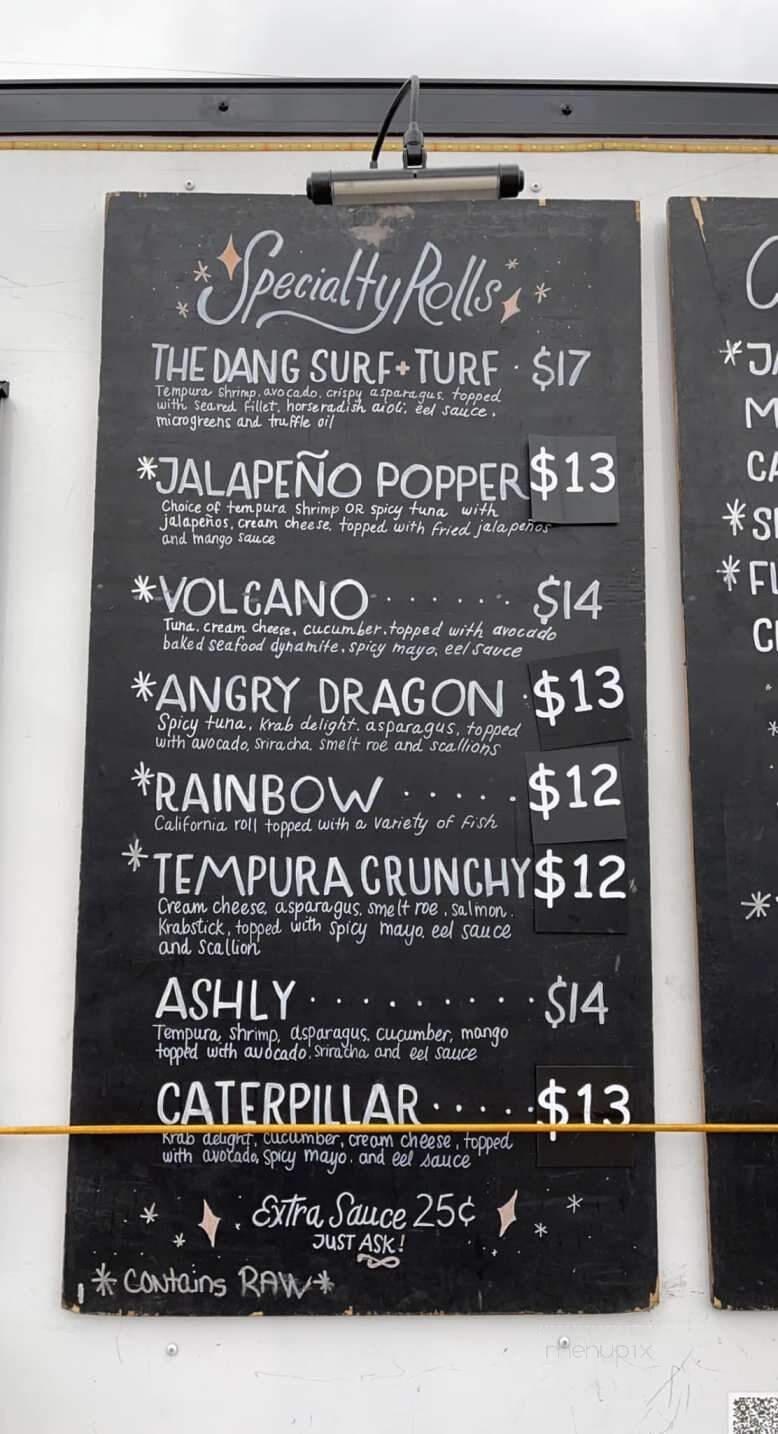 Specialty Rolls
THE DANG SURF + TURF · $17
Tempura shrimp, avocado, crispy asparagus, topped
with seared fillet, horseradish aioli, eel sauce,
microgreens and truffle oil
*JALAPEÑO POPPER $13
Choice of tempura shrimp OR spicy tuna with
jalapeños, cream cheese, topped with fried jalapeños
and mango sauce
*VOLCANO · · · · · · · $14
Tuna, cream cheese, cucumber, topped with avocado
baked seafood dynamite, spicy mayo, eel sauce
*ANGRY DRAGON · $13
Spicy tuna, krab delight, asparagus, topped
with avocado, sriracha, smelt roe and scallions
*RAINBOW · · · · · $12
California roll topped with a variety of fish
*TEMPURA CRUNCHY $12
Cream cheese, asparagus, smelt roe, salmon,
krabstick, topped with spicy mayo, eel sauce
and scallion
ASHLY · · · · · · · · · · $14
Tempura, shrimp, asparagus, cucumber, mango
topped with avocado, sriracha and eel sauce
CATERPILLAR · · · · · $13
Krab delight, cucumber, cream cheese, topped
with avocado, spicy mayo, and eel sauce
Extra Sauce 25¢
JUST ASK!
*Contains RAW*
*JA
M
CA
*S
*F
C
menupix